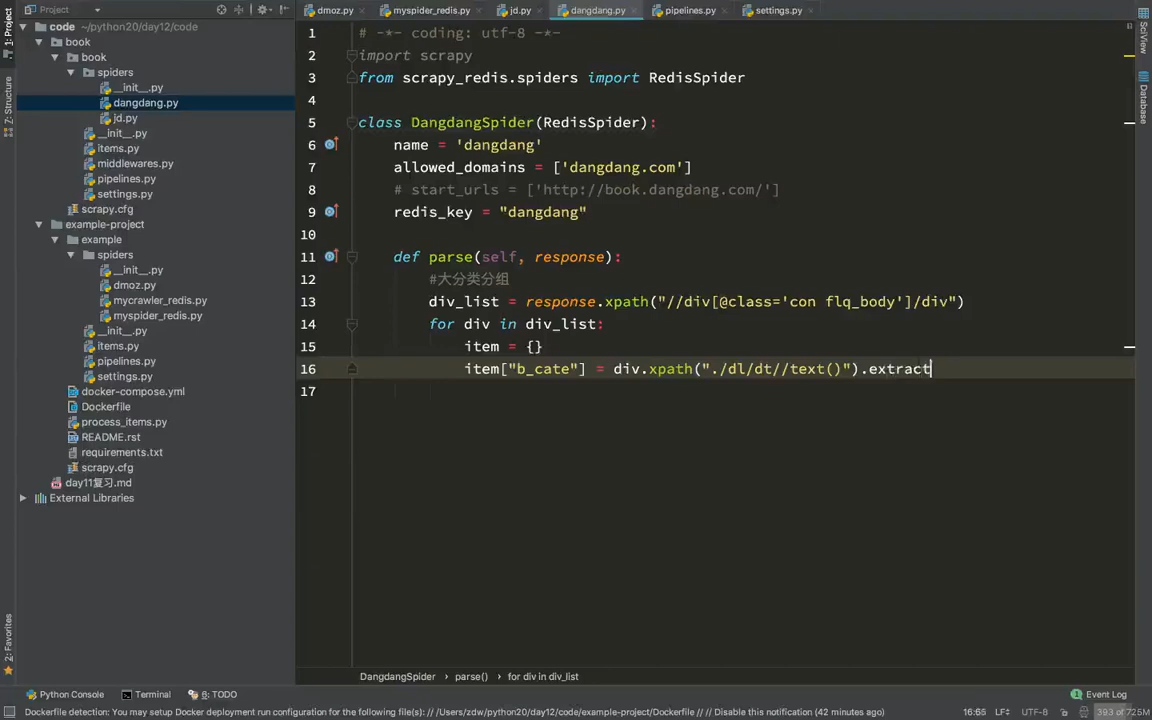 Project
dmoz.py
myspider_redis.py
jd.py
dangdang.py
pipelines.py
settings.py
1: Project
Z: Structure
2: Favorites
SciView
Database
code ~/python20/day12/code
book
book
spiders
__init__.py
dangdang.py
jd.py
__init__.py
items.py
middlewares.py
pipelines.py
settings.py
scrapy.cfg
example-project
example
spiders
__init__.py
dmoz.py
mycrawler_redis.py
myspider_redis.py
__init__.py
items.py
pipelines.py
settings.py
docker-compose.yml
Dockerfile
process_items.py
README.rst
requirements.txt
scrapy.cfg
day11复习.md
External Libraries
1 # -*- coding: utf-8 -*-
2 import scrapy
3 from scrapy_redis.spiders import RedisSpider
4
5 class DangdangSpider(RedisSpider):
6 name = 'dangdang'
7 allowed_domains = ['dangdang.com']
8 # start_urls = ['http://book.dangdang.com/']
9 redis_key = "dangdang"
10
11 def parse(self, response):
12 #大分类分组
13 div_list = response.xpath("//div[@class='con flq_body']/div")
14 for div in div_list:
15 item = {}
16 item["b_cate"] = div.xpath("./dl/dt//text()").extract
17
DangdangSpider parse() for div in div_list
Python Console Terminal 6: TODO Event Log
Dockerfile detection: You may setup Docker deployment run configuration for the following file(s): // /Users/zdw/python20/day12/code/example-project/Dockerfile // // Disable this notification (42 minutes ago) 16:65 LF UTF-8 393 of 725M